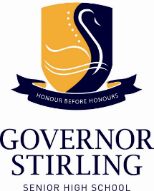 HONOUR BEFORE HONOURS
GOVERNOR
STIRLING
SENIOR HIGH SCHOOL